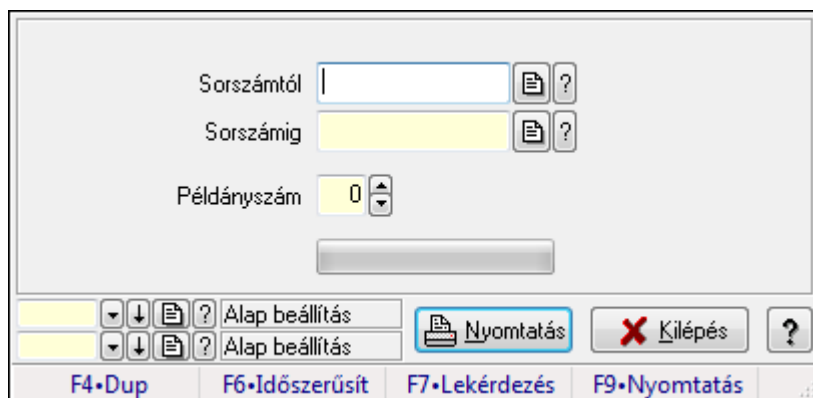 Sorszámtól ?
Sorszámig ?
Példányszám 0
? Alap beállítás
? Alap beállítás
Nyomtatás Kilépés ?
F4•Dup F6•Időszerűsít F7•Lekérdezés F9•Nyomtatás